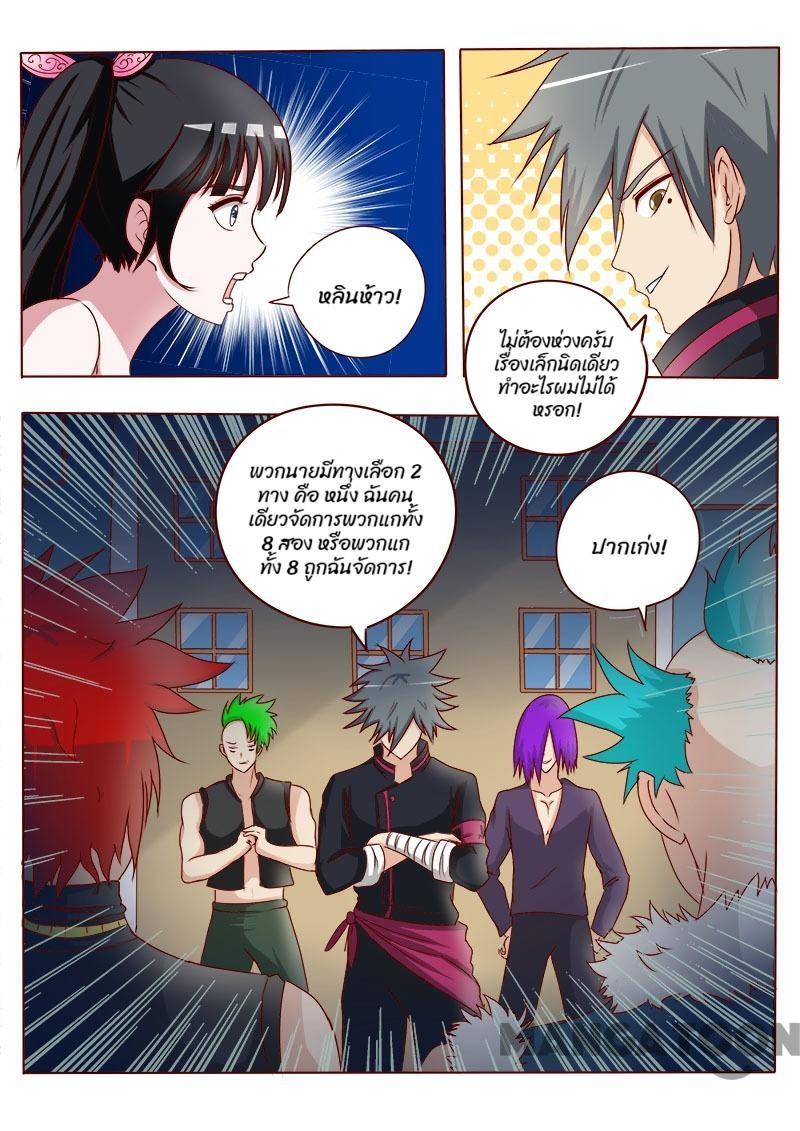 หลินห้าว!
ไม่ต้องห่วงครับ
เรื่องเล็กนิดเดียว
ทำอะไรผมไม่ได้
หรอก!
พวกนายมีทางเลือก 2
ทาง คือ หนึ่ง ฉันคน
เดียวจัดการพวกแกทั้ง
8 สอง หรือพวกแก
ทั้ง 8 ถูกฉันจัดการ!
ปากเก่ง!
MANGATOON